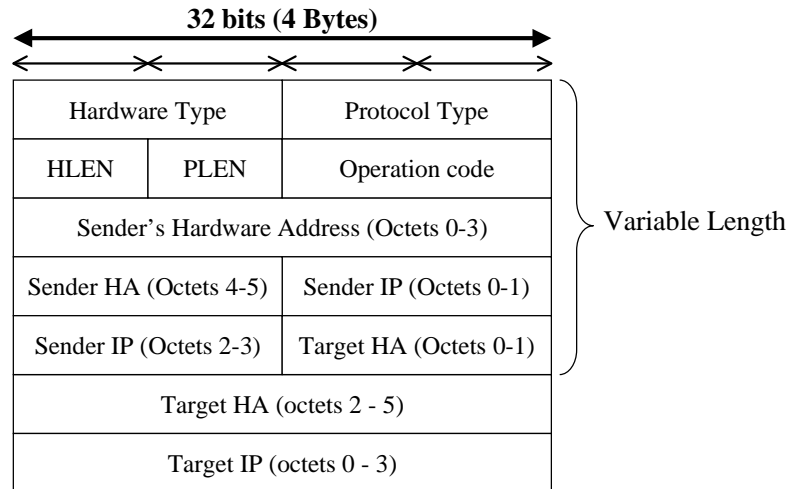 32 bits (4 Bytes)
Hardware Type
Protocol Type
HLEN
PLEN
Operation code
Sender's Hardware Address (Octets 0-3)
Variable Length
Sender HA (Octets 4-5)
Sender IP (Octets 0-1)
Sender IP (Octets 2-3)
Target HA (Octets 0-1)
Target HA (octets 2 - 5)
Target IP (octets 0 - 3)